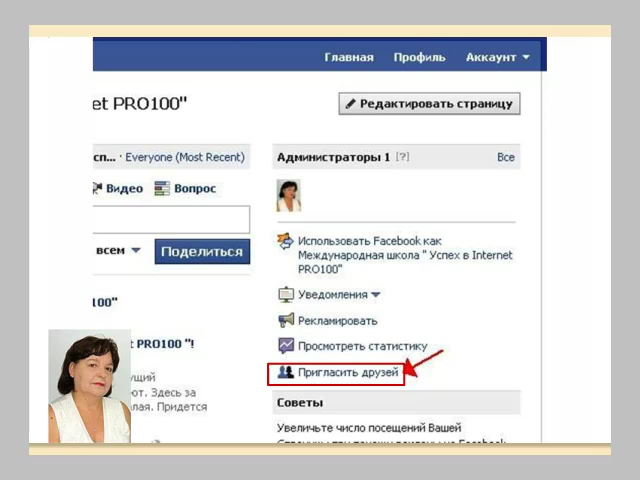 Главная Профиль Аккаунт
et PRO100"
Редактировать страницу
сп... · Everyone (Most Recent)
Администраторы 1 [?] Все
Видео Вопрос
Использовать Facebook как
Международная школа " Успех в Internet
PRO100"
всем
Поделиться
Уведомления
100"
Рекламировать
PRO100 "!
Просмотреть статистику
Пригласить друзей
ущий
от. Здесь за
лая. Придется
Советы
Увеличьте число посещений Вашей